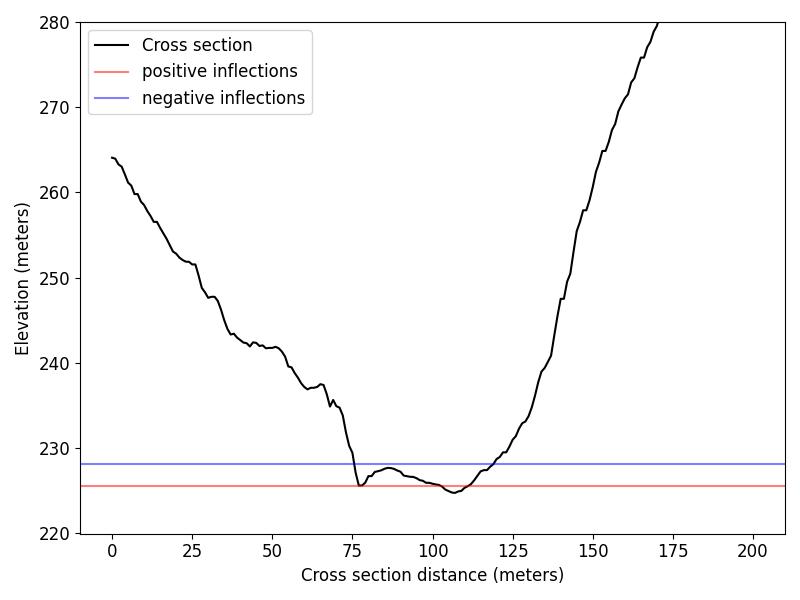 Cross section
positive inflections
negative inflections
280
270
260
250
240
230
220
Elevation (meters)
0 25 50 75 100 125 150 175 200
Cross section distance (meters)